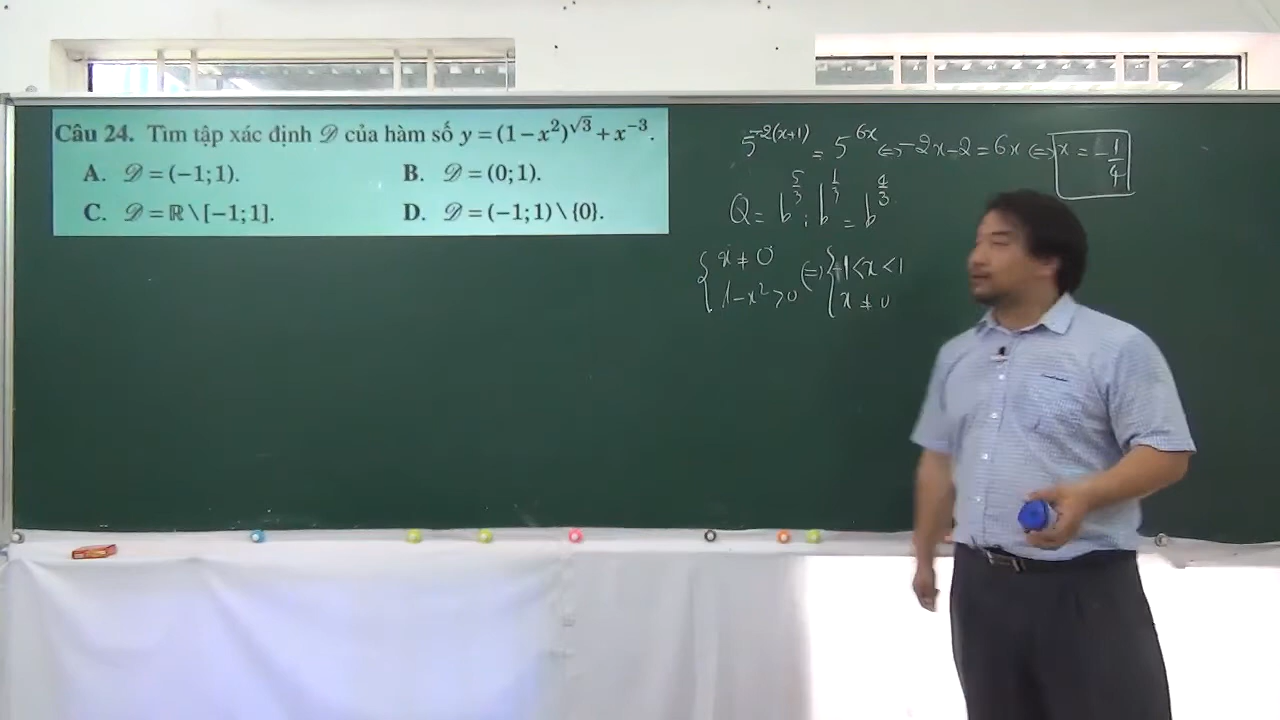 Câu 24. Tìm tập xác định 𝒟 của hàm số y = (1 − x²)^√3 + x⁻³.
A. 𝒟 = (−1; 1).
B. 𝒟 = (0; 1).
C. 𝒟 = ℝ \ [−1; 1].
D. 𝒟 = (−1; 1) \ {0}.
5^(-2(x+1)) = 5^(6x) ⇔ -2x-2 = 6x ⇔ x = -1/4
Q = b^(5/3) : b^(1/3) = b^(4/3)
{ x ≠ 0 ⇔ { -1 < x < 1
{ 1-x² > 0 { x ≠ 0